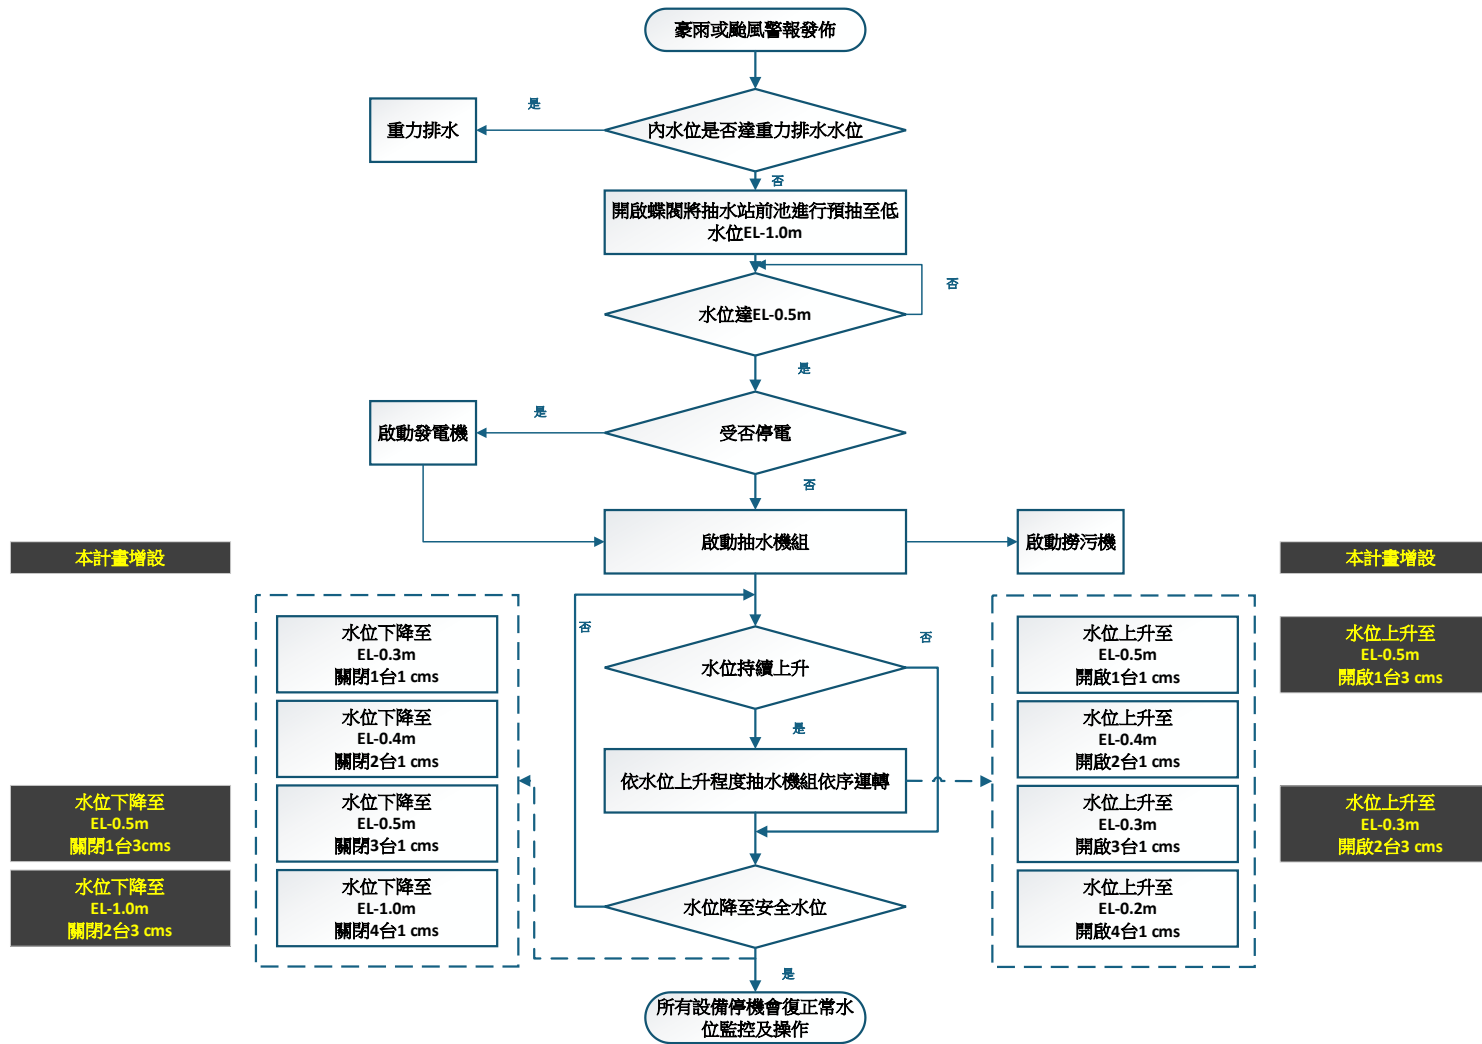 豪雨或颱風警報發佈
是
重力排水
內水位是否達重力排水水位
否
開啟蝶閥將抽水站前池進行預抽至低
水位EL-1.0m
否
水位達EL-0.5m
是
是
啟動發電機
受否停電
否
啟動抽水機組
啟動撈污機
本計畫增設
本計畫增設
水位下降至
EL-0.3m
關閉1台1 cms
水位下降至
EL-0.4m
關閉2台1 cms
水位下降至
EL-0.5m
關閉3台1 cms
水位下降至
EL-1.0m
關閉4台1 cms
水位下降至
EL-0.5m
關閉1台3cms
水位下降至
EL-1.0m
關閉2台3 cms
否
否
水位持續上升
是
依水位上升程度抽水機組依序運轉
水位降至安全水位
是
所有設備停機會復正常水
位監控及操作
水位上升至
EL-0.5m
開啟1台1 cms
水位上升至
EL-0.4m
開啟2台1 cms
水位上升至
EL-0.3m
開啟3台1 cms
水位上升至
EL-0.2m
開啟4台1 cms
水位上升至
EL-0.5m
開啟1台3 cms
水位上升至
EL-0.3m
開啟2台3 cms